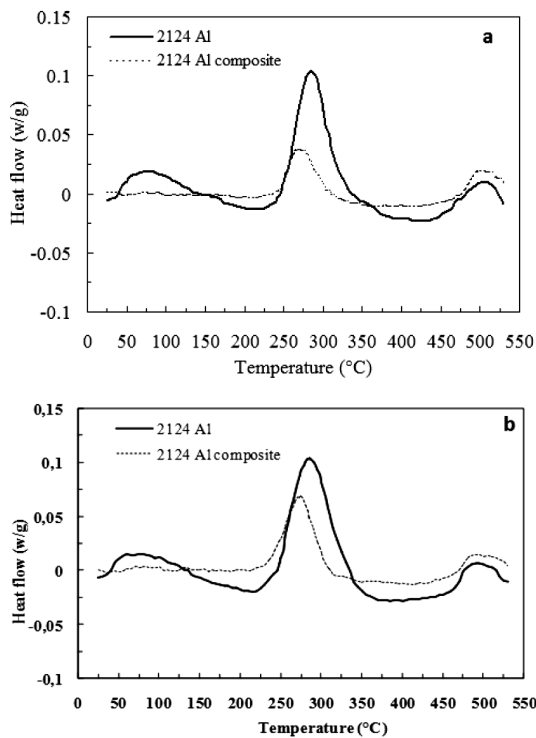 a
2124 Al
2124 Al composite
0.15
0.1
0.05
0
-0.05
-0.1
Heat flow (w/g)
0 50 100 150 200 250 300 350 400 450 500 550
Temperature (°C)
b
2124 Al
2124 Al composite
0,15
0,1
0,05
0
-0,05
-0,1
Heat flow (w/g)
0 50 100 150 200 250 300 350 400 450 500 550
Temperature (°C)